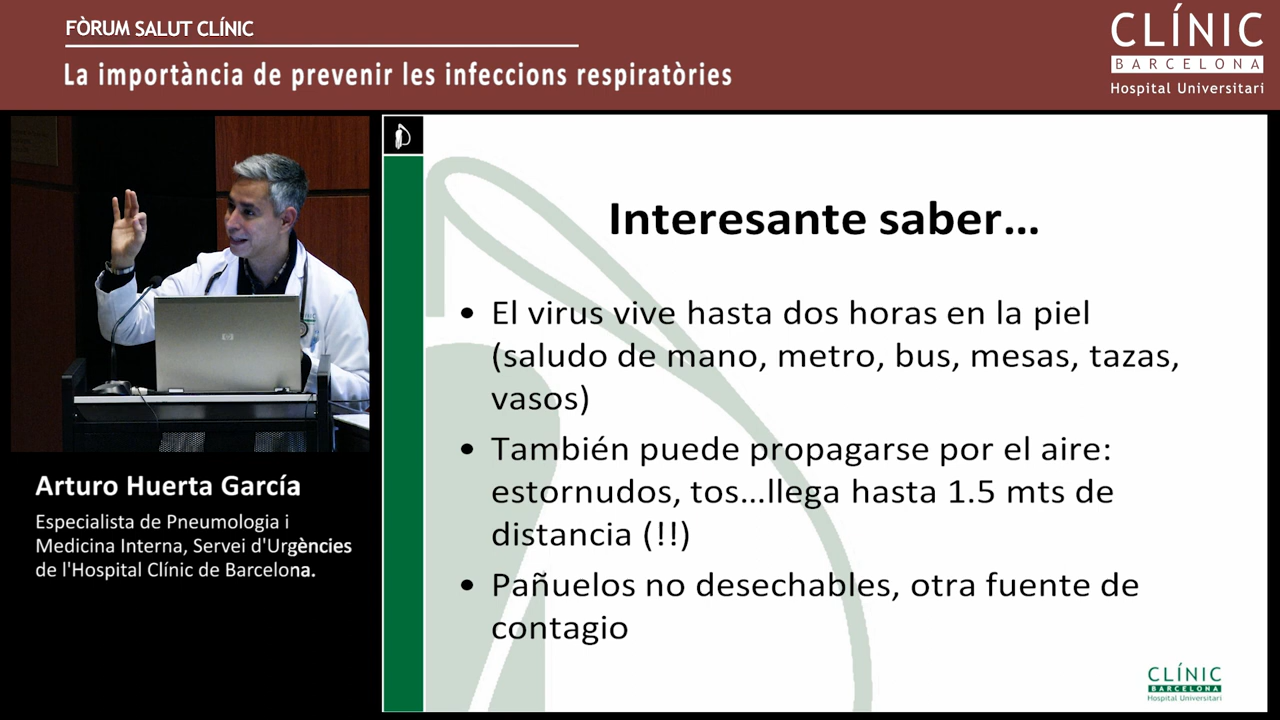 FÒRUM SALUT CLÍNIC
La importància de prevenir les infeccions respiratòries
CLÍNIC
BARCELONA
Hospital Universitari
Interesante saber...
• El virus vive hasta dos horas en la piel
(saludo de mano, metro, bus, mesas, tazas,
vasos)
• También puede propagarse por el aire:
estornudos, tos...llega hasta 1.5 mts de
distancia (!!)
• Pañuelos no desechables, otra fuente de
contagio
hp
Arturo Huerta García
Especialista de Pneumologia i
Medicina Interna, Servei d'Urgències
de l'Hospital Clínic de Barcelona.
CLÍNIC
BARCELONA
Hospital Universitari